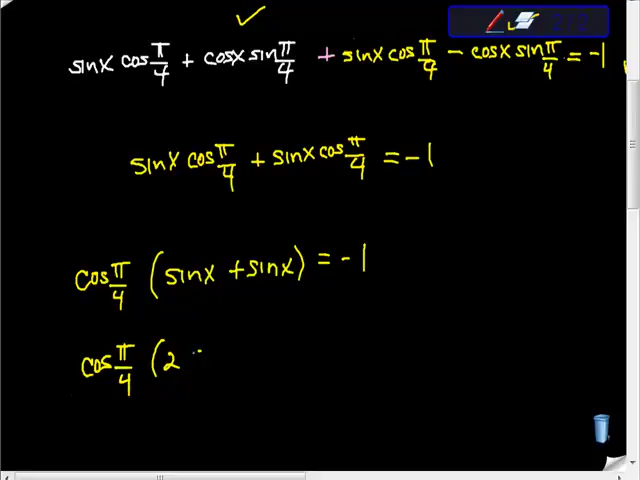 sinx cos π/4 + cosx sin π/4 + sinx cos π/4 - cosx sin π/4 = -1
sinx cos π/4 + sinx cos π/4 = -1
cos π/4 (sinx + sinx) = -1
cos π/4 (2